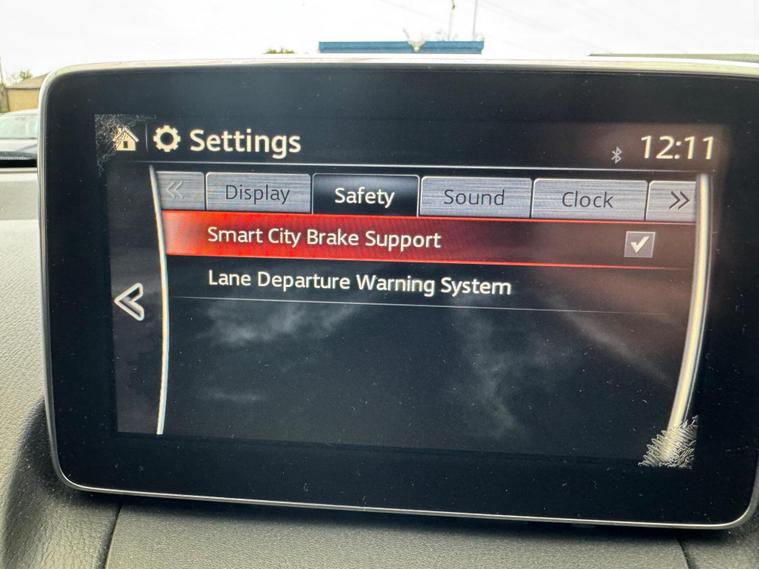 Settings 12:11
Display Safety Sound Clock
Smart City Brake Support
Lane Departure Warning System